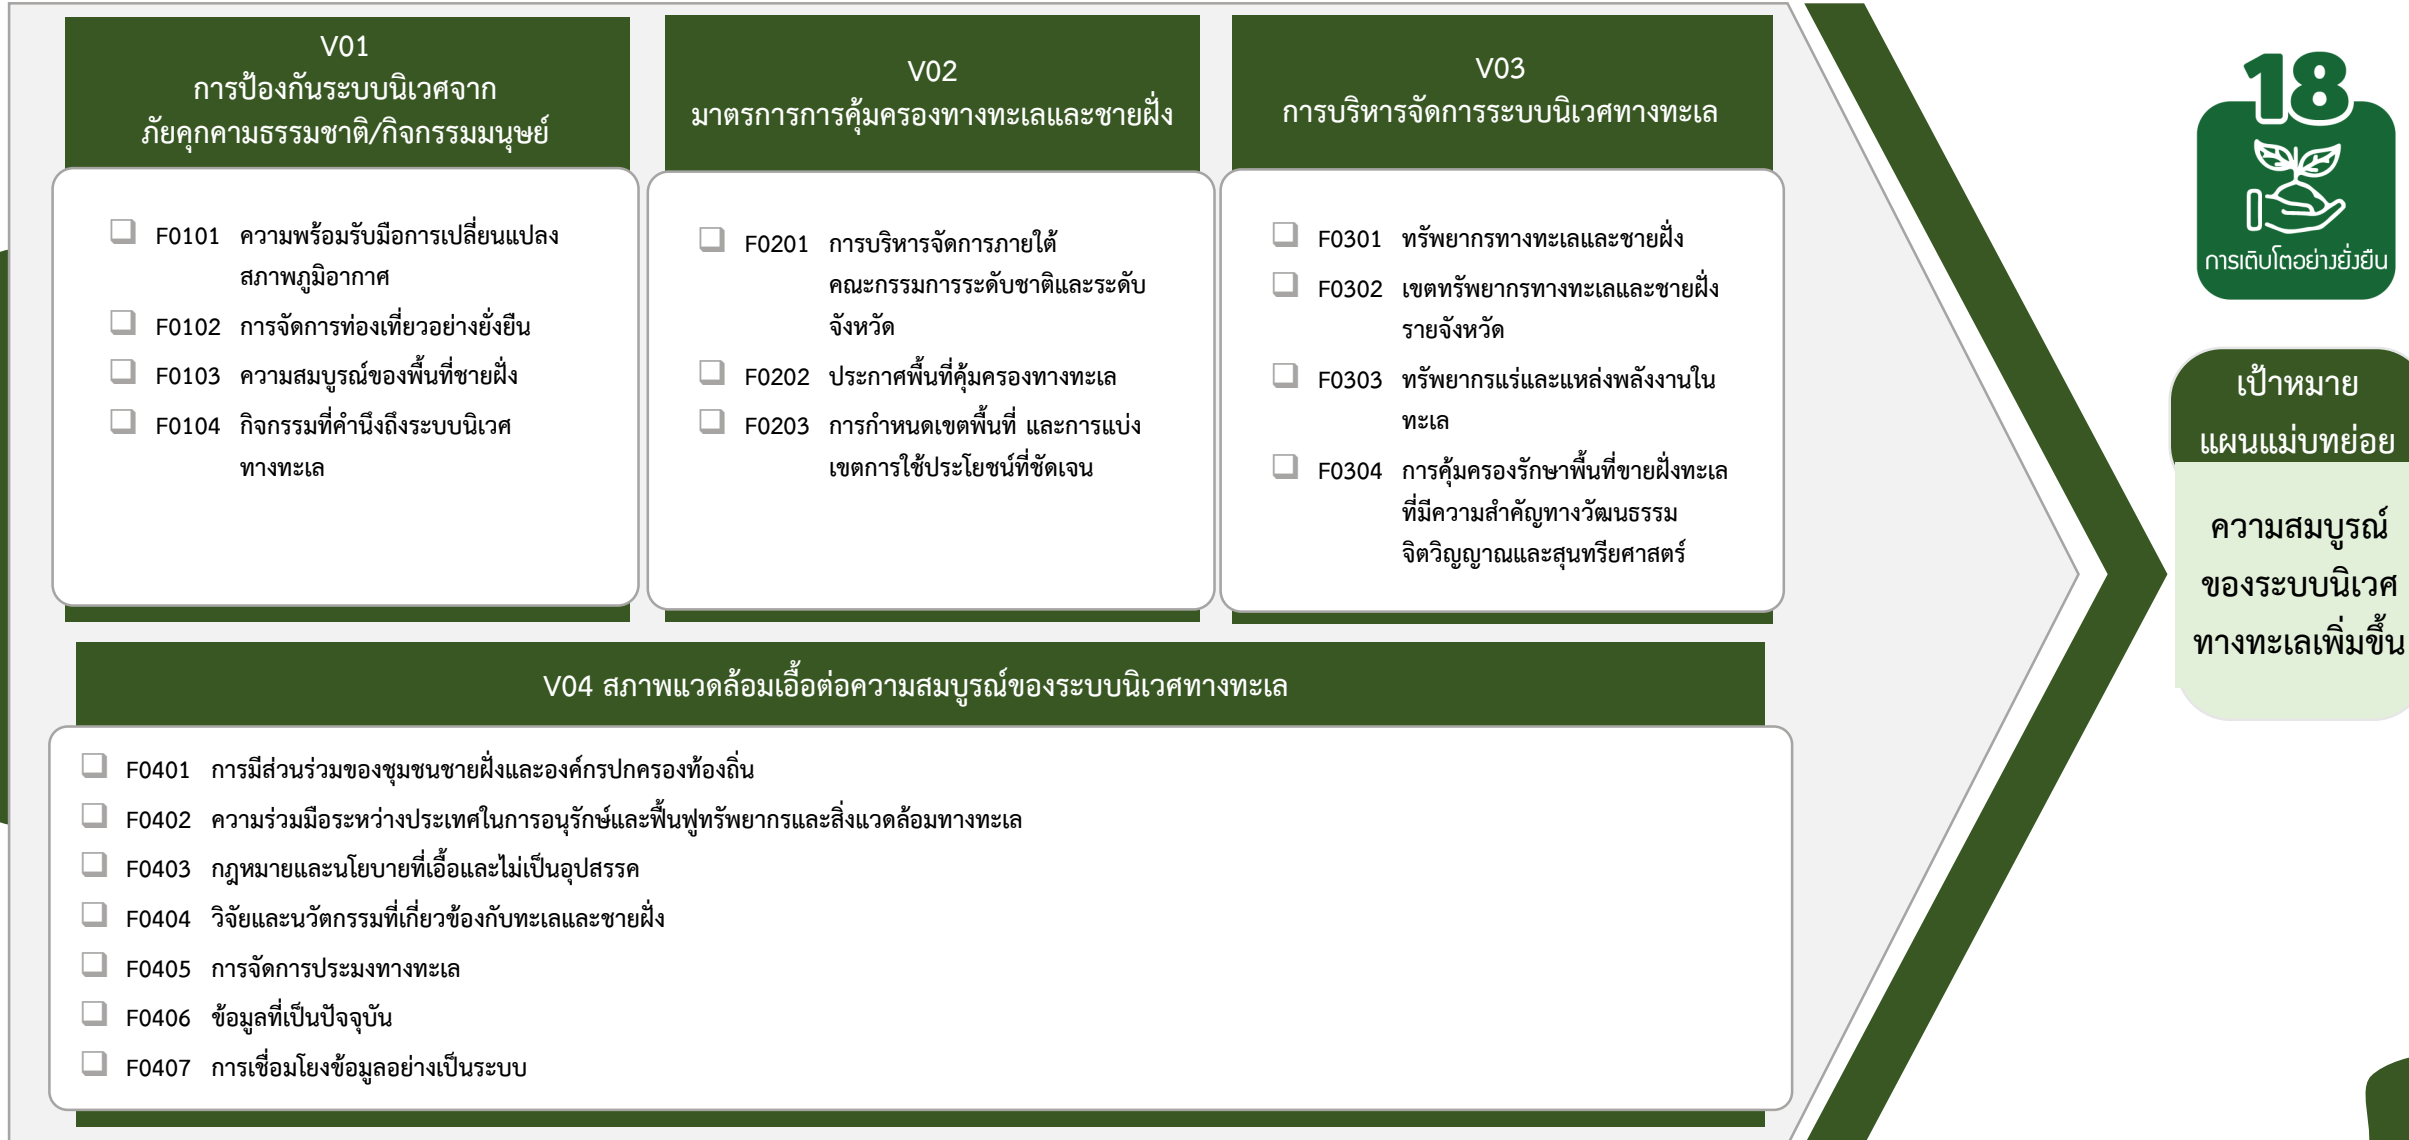 V01
การป้องกันระบบนิเวศจาก
ภัยคุกคามธรรมชาติ/กิจกรรมมนุษย์
F0101 ความพร้อมรับมือการเปลี่ยนแปลง
สภาพภูมิอากาศ
F0102 การจัดการท่องเที่ยวอย่างยั่งยืน
F0103 ความสมบูรณ์ของพื้นที่ชายฝั่ง
F0104 กิจกรรมที่คำนึงถึงระบบนิเวศ
ทางทะเล
V02
มาตรการการคุ้มครองทางทะเลและชายฝั่ง
F0201 การบริหารจัดการภายใต้
คณะกรรมการระดับชาติและระดับ
จังหวัด
F0202 ประกาศพื้นที่คุ้มครองทางทะเล
F0203 การกำหนดเขตพื้นที่ และการแบ่ง
เขตการใช้ประโยชน์ที่ชัดเจน
V03
การบริหารจัดการระบบนิเวศทางทะเล
F0301 ทรัพยากรทางทะเลและชายฝั่ง
F0302 เขตทรัพยากรทางทะเลและชายฝั่ง
รายจังหวัด
F0303 ทรัพยากรแร่และแหล่งพลังงานใน
ทะเล
F0304 การคุ้มครองรักษาพื้นที่ขายฝั่งทะเล
ที่มีความสำคัญทางวัฒนธรรม
จิตวิญญาณและสุนทรียศาสตร์
V04 สภาพแวดล้อมเอื้อต่อความสมบูรณ์ของระบบนิเวศทางทะเล
F0401 การมีส่วนร่วมของชุมชนชายฝั่งและองค์กรปกครองท้องถิ่น
F0402 ความร่วมมือระหว่างประเทศในการอนุรักษ์และฟื้นฟูทรัพยากรและสิ่งแวดล้อมทางทะเล
F0403 กฎหมายและนโยบายที่เอื้อและไม่เป็นอุปสรรค
F0404 วิจัยและนวัตกรรมที่เกี่ยวข้องกับทะเลและชายฝั่ง
F0405 การจัดการประมงทางทะเล
F0406 ข้อมูลที่เป็นปัจจุบัน
F0407 การเชื่อมโยงข้อมูลอย่างเป็นระบบ
18
การเติบโตอย่างยั่งยืน
เป้าหมาย
แผนแม่บทย่อย
ความสมบูรณ์
ของระบบนิเวศ
ทางทะเลเพิ่มขึ้น